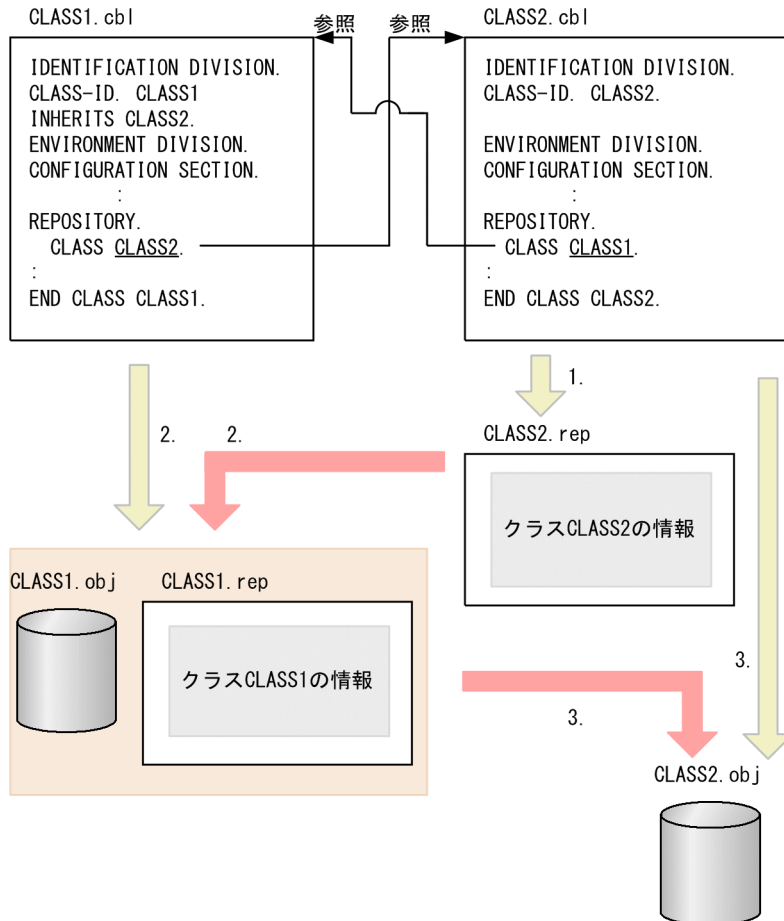 CLASS1.cbl
参照
参照
CLASS2.cbl
IDENTIFICATION DIVISION.
CLASS-ID. CLASS1
INHERITS CLASS2.
ENVIRONMENT DIVISION.
CONFIGURATION SECTION.
:
REPOSITORY.
CLASS CLASS2.
:
END CLASS CLASS1.
IDENTIFICATION DIVISION.
CLASS-ID. CLASS2.
ENVIRONMENT DIVISION.
CONFIGURATION SECTION.
:
REPOSITORY.
CLASS CLASS1.
:
END CLASS CLASS2.
1.
2.
2.
CLASS2.rep
クラスCLASS2の情報
CLASS1.obj
CLASS1.rep
クラスCLASS1の情報
3.
3.
CLASS2.obj